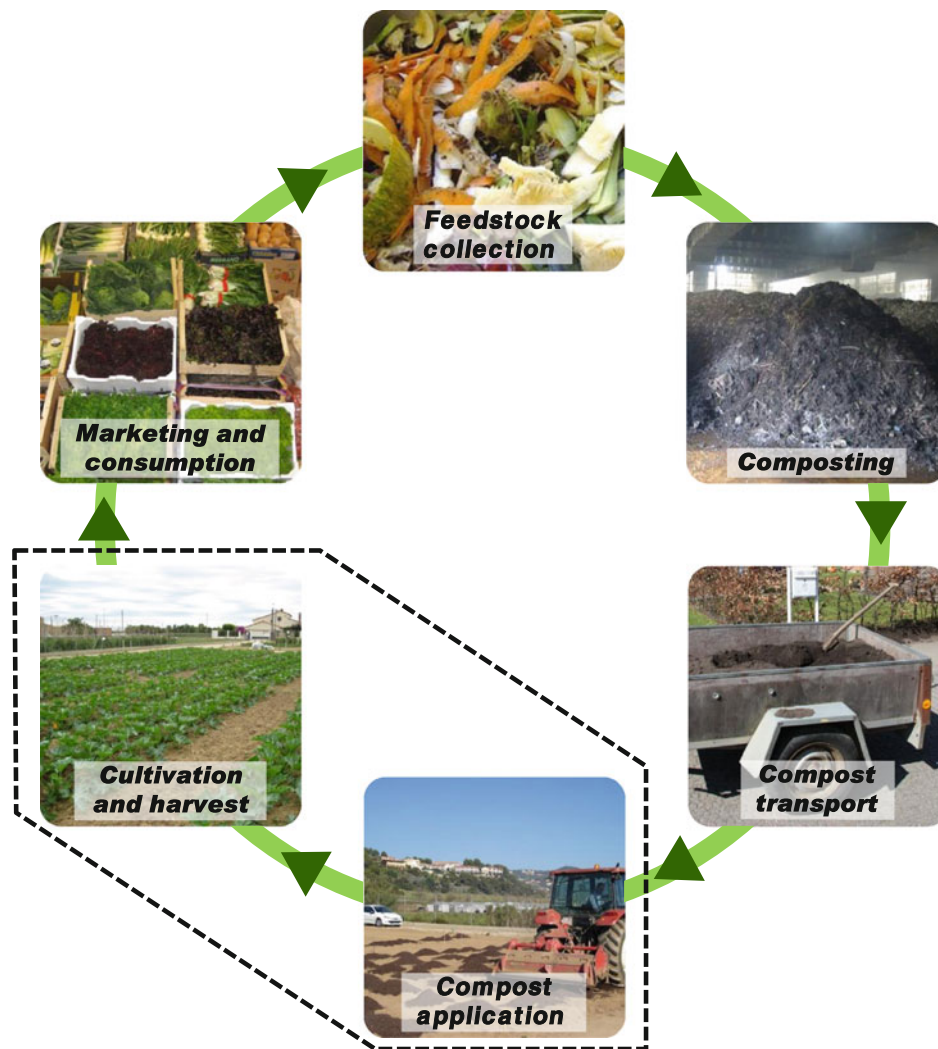 Feedstock
collection
Composting
Compost
transport
Compost
application
Cultivation
and harvest
Marketing and
consumption